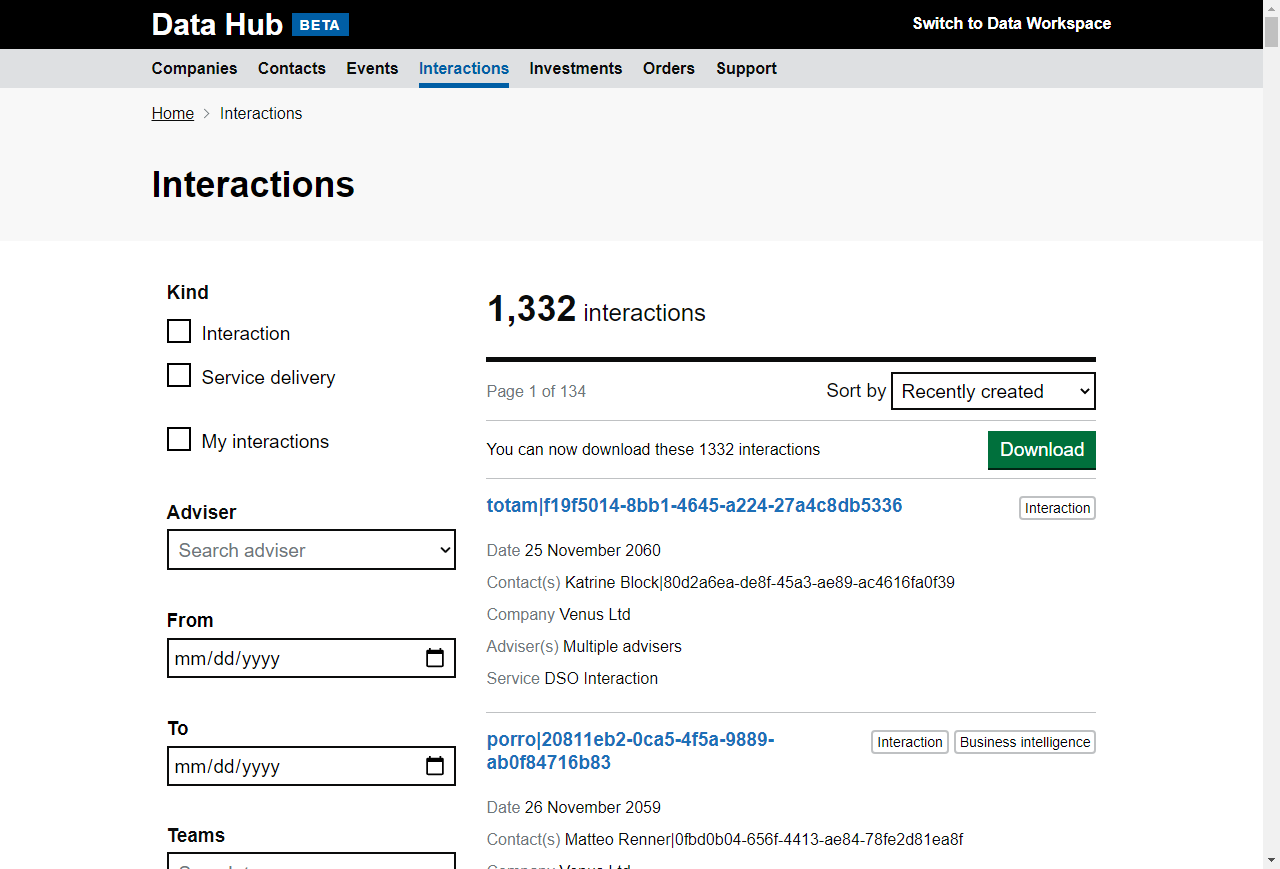 Data Hub BETA
Switch to Data Workspace
Companies Contacts Events Interactions Investments Orders Support
Home Interactions
Interactions
Kind
Interaction
Service delivery
My interactions
Adviser
Search adviser
From
mm/dd/yyyy
To
mm/dd/yyyy
Teams
1,332 interactions
Page 1 of 134
Sort by Recently created
You can now download these 1332 interactions
Download
totam|f19f5014-8bb1-4645-a224-27a4c8db5336
Interaction
Date 25 November 2060
Contact(s) Katrine Block|80d2a6ea-de8f-45a3-ae89-ac4616fa0f39
Company Venus Ltd
Adviser(s) Multiple advisers
Service DSO Interaction
porro|20811eb2-0ca5-4f5a-9889-
ab0f84716b83
Interaction Business intelligence
Date 26 November 2059
Contact(s) Matteo Renner|0fbd0b04-656f-4413-ae84-78fe2d81ea8f
Company Venus Ltd